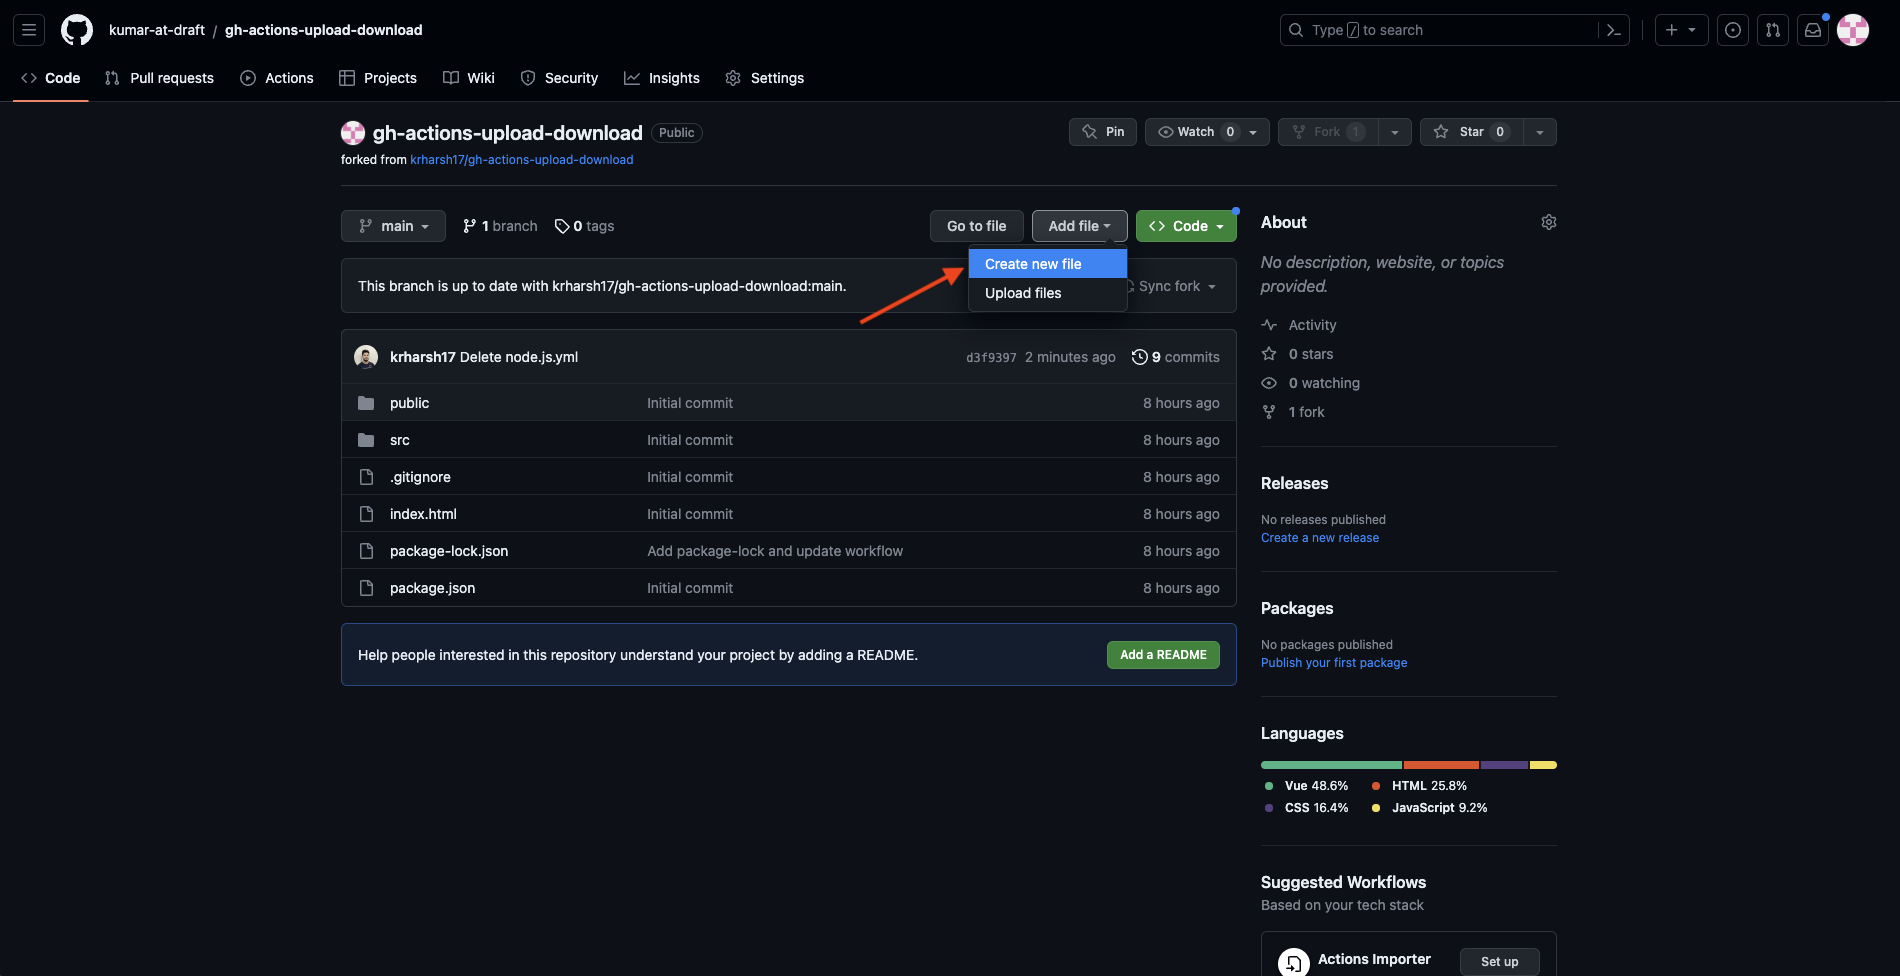 kumar-at-draft / gh-actions-upload-download
Type / to search
Code Pull requests Actions Projects Wiki Security Insights Settings
gh-actions-upload-download Public
Pin Watch 0 Fork 1 Star 0
forked from krharsh17/gh-actions-upload-download
main 1 branch 0 tags Go to file Add file Code
Create new file
Upload files
This branch is up to date with krharsh17/gh-actions-upload-download:main. Sync fork
krharsh17 Delete node.js.yml d3f9397 2 minutes ago 9 commits
public Initial commit 8 hours ago
src Initial commit 8 hours ago
.gitignore Initial commit 8 hours ago
index.html Initial commit 8 hours ago
package-lock.json Add package-lock and update workflow 8 hours ago
package.json Initial commit 8 hours ago
Help people interested in this repository understand your project by adding a README. Add a README
About
No description, website, or topics
provided.
Activity
0 stars
0 watching
1 fork
Releases
No releases published
Create a new release
Packages
No packages published
Publish your first package
Languages
Vue 48.6% HTML 25.8%
CSS 16.4% JavaScript 9.2%
Suggested Workflows
Based on your tech stack
Actions Importer Set up